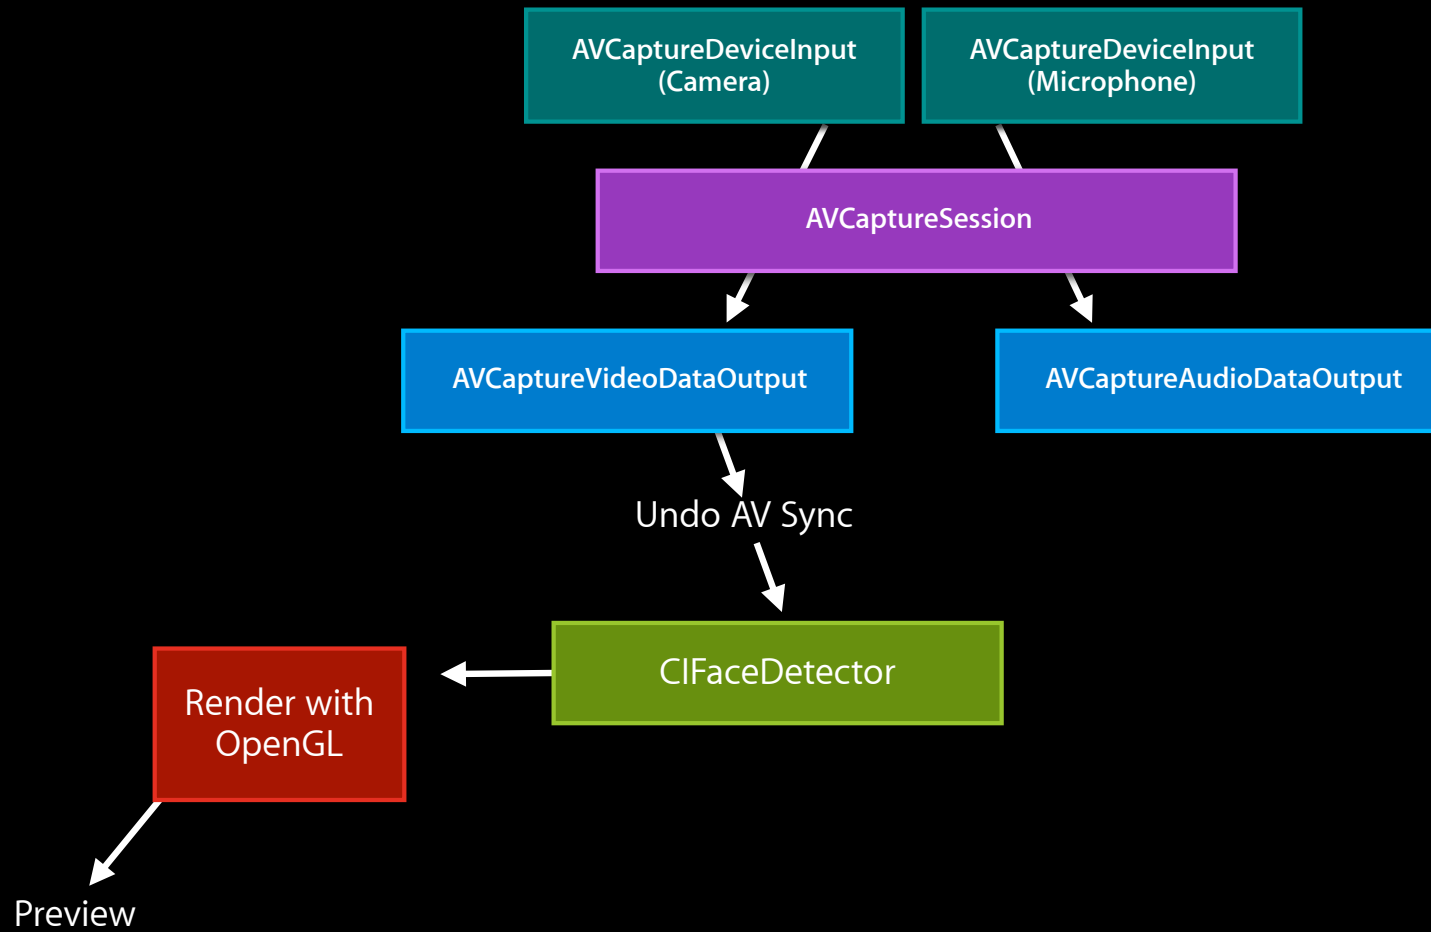 AVCaptureDeviceInput
(Camera)
AVCaptureDeviceInput
(Microphone)
AVCaptureSession
AVCaptureVideoDataOutput
AVCaptureAudioDataOutput
Undo AV Sync
CIFaceDetector
Render with
OpenGL
Preview